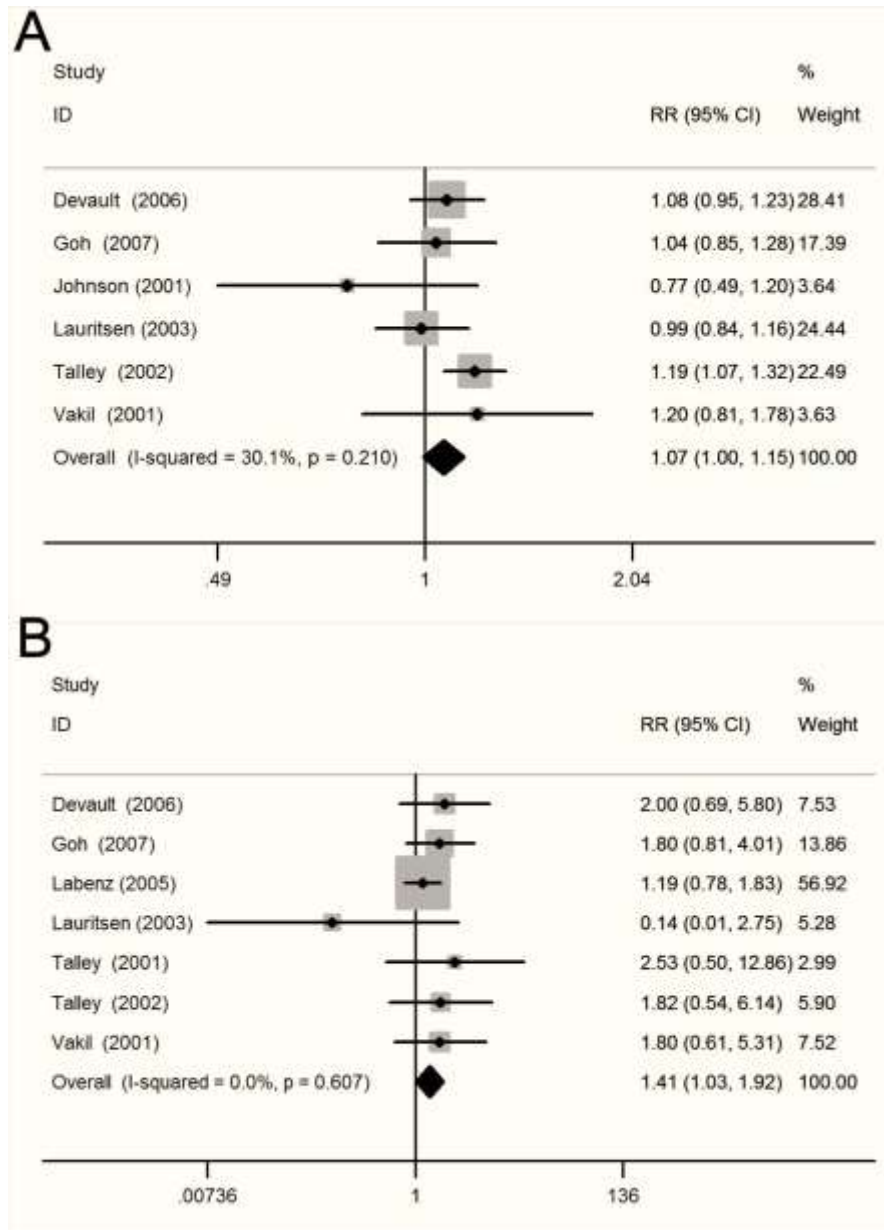 A
Study %
ID RR (95% CI) Weight
Devault (2006) 1.08 (0.95, 1.23) 28.41
Goh (2007) 1.04 (0.85, 1.28) 17.39
Johnson (2001) 0.77 (0.49, 1.20) 3.64
Lauritsen (2003) 0.99 (0.84, 1.16) 24.44
Talley (2002) 1.19 (1.07, 1.32) 22.49
Vakil (2001) 1.20 (0.81, 1.78) 3.63
Overall (I-squared = 30.1%, p = 0.210) 1.07 (1.00, 1.15) 100.00
.49 1 2.04
B
Study %
ID RR (95% CI) Weight
Devault (2006) 2.00 (0.69, 5.80) 7.53
Goh (2007) 1.80 (0.81, 4.01) 13.86
Labenz (2005) 1.19 (0.78, 1.83) 56.92
Lauritsen (2003) 0.14 (0.01, 2.75) 5.28
Talley (2001) 2.53 (0.50, 12.86) 2.99
Talley (2002) 1.82 (0.54, 6.14) 5.90
Vakil (2001) 1.80 (0.61, 5.31) 7.52
Overall (I-squared = 0.0%, p = 0.607) 1.41 (1.03, 1.92) 100.00
.00736 1 136